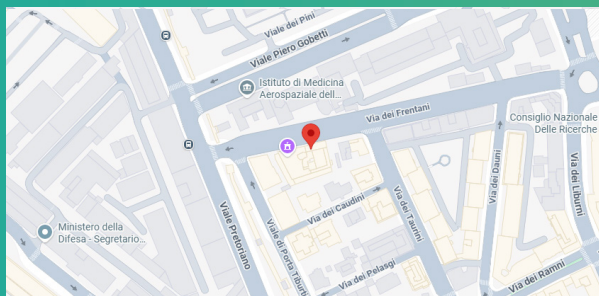 Viale dei Pini
Viale Piero Gobetti
Istituto di Medicina
Aerospaziale dell...
Via dei Frentani
Consiglio Nazionale
Delle Ricerche
Via dei Dauni
Via dei Liburni
Via dei Caudini
Via dei Taurini
Viale Pretoriano
Viale di Porta Tiburti
Ministero della
Difesa - Segretario...
Via dei Pelasgi
Via dei Ramni